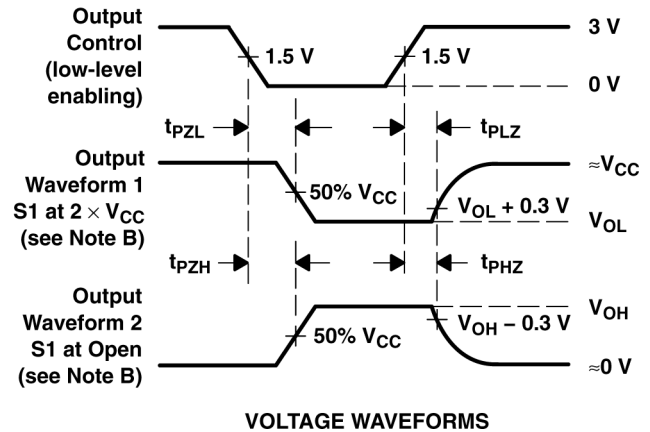 Output
Control
(low-level
enabling)
1.5 V
1.5 V
3 V
0 V
tPZL
tPLZ
Output
Waveform 1
S1 at 2 × VCC
(see Note B)
50% VCC
VOL + 0.3 V
≈VCC
VOL
tPZH
tPHZ
Output
Waveform 2
S1 at Open
(see Note B)
50% VCC
VOH – 0.3 V
VOH
≈0 V
VOLTAGE WAVEFORMS